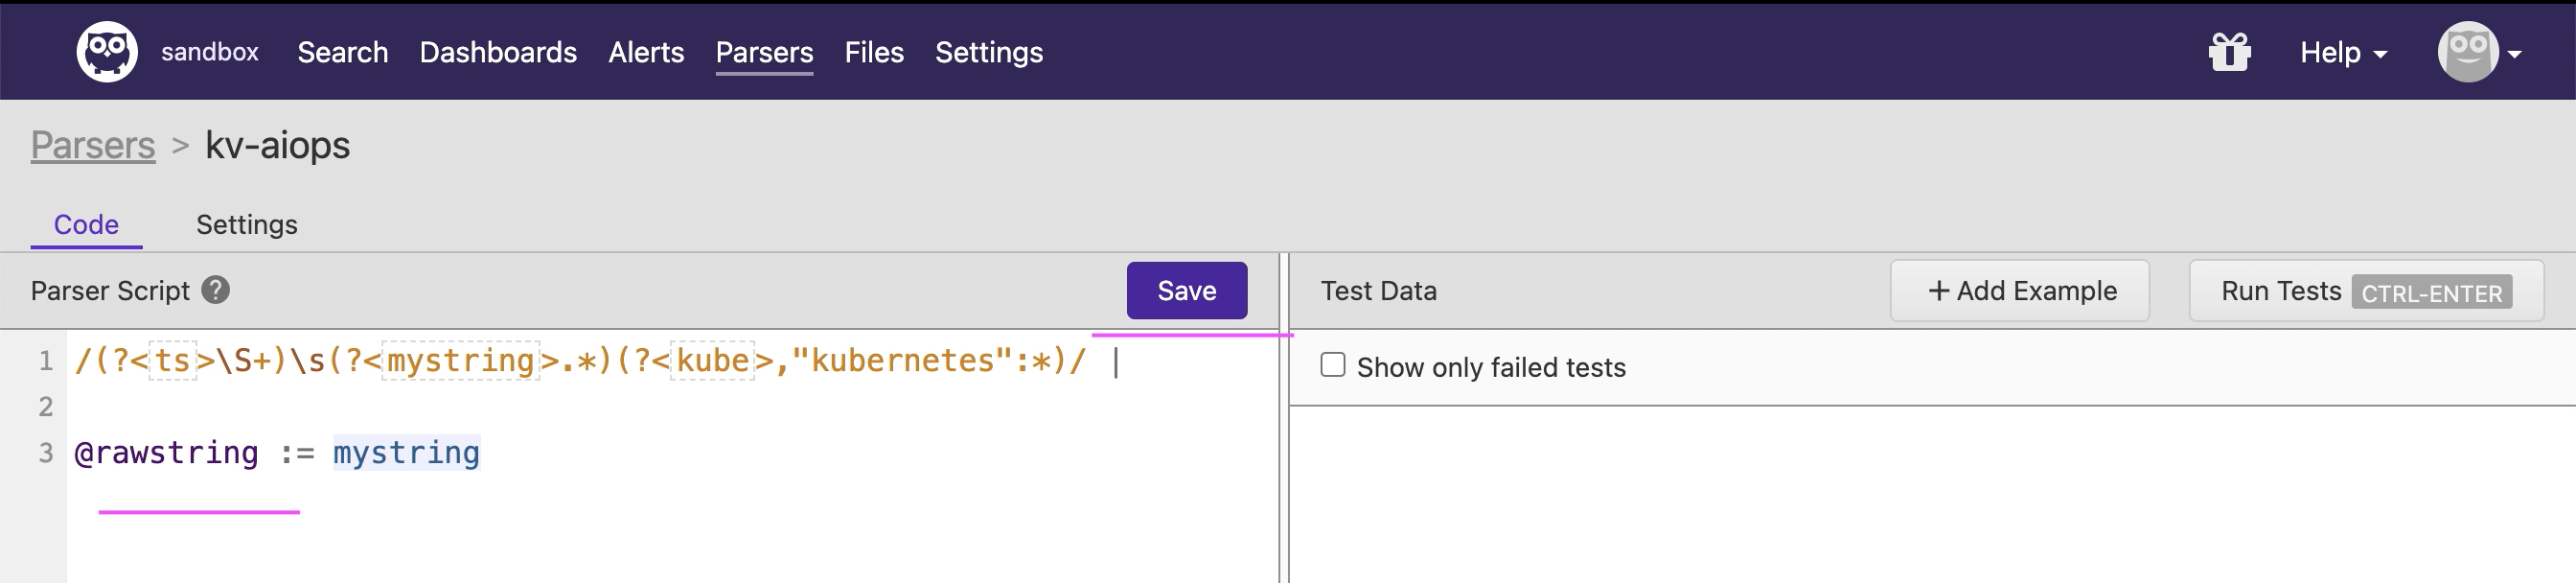 sandbox Search Dashboards Alerts Parsers Files Settings Help
Parsers > kv-aiops
Code Settings
Parser Script ? Save Test Data + Add Example Run Tests CTRL-ENTER
1 /(?<ts>\S+)\s(?<mystring>.*)(?<kube>,"kubernetes":*)/ |
Show only failed tests
2
3 @rawstring := mystring